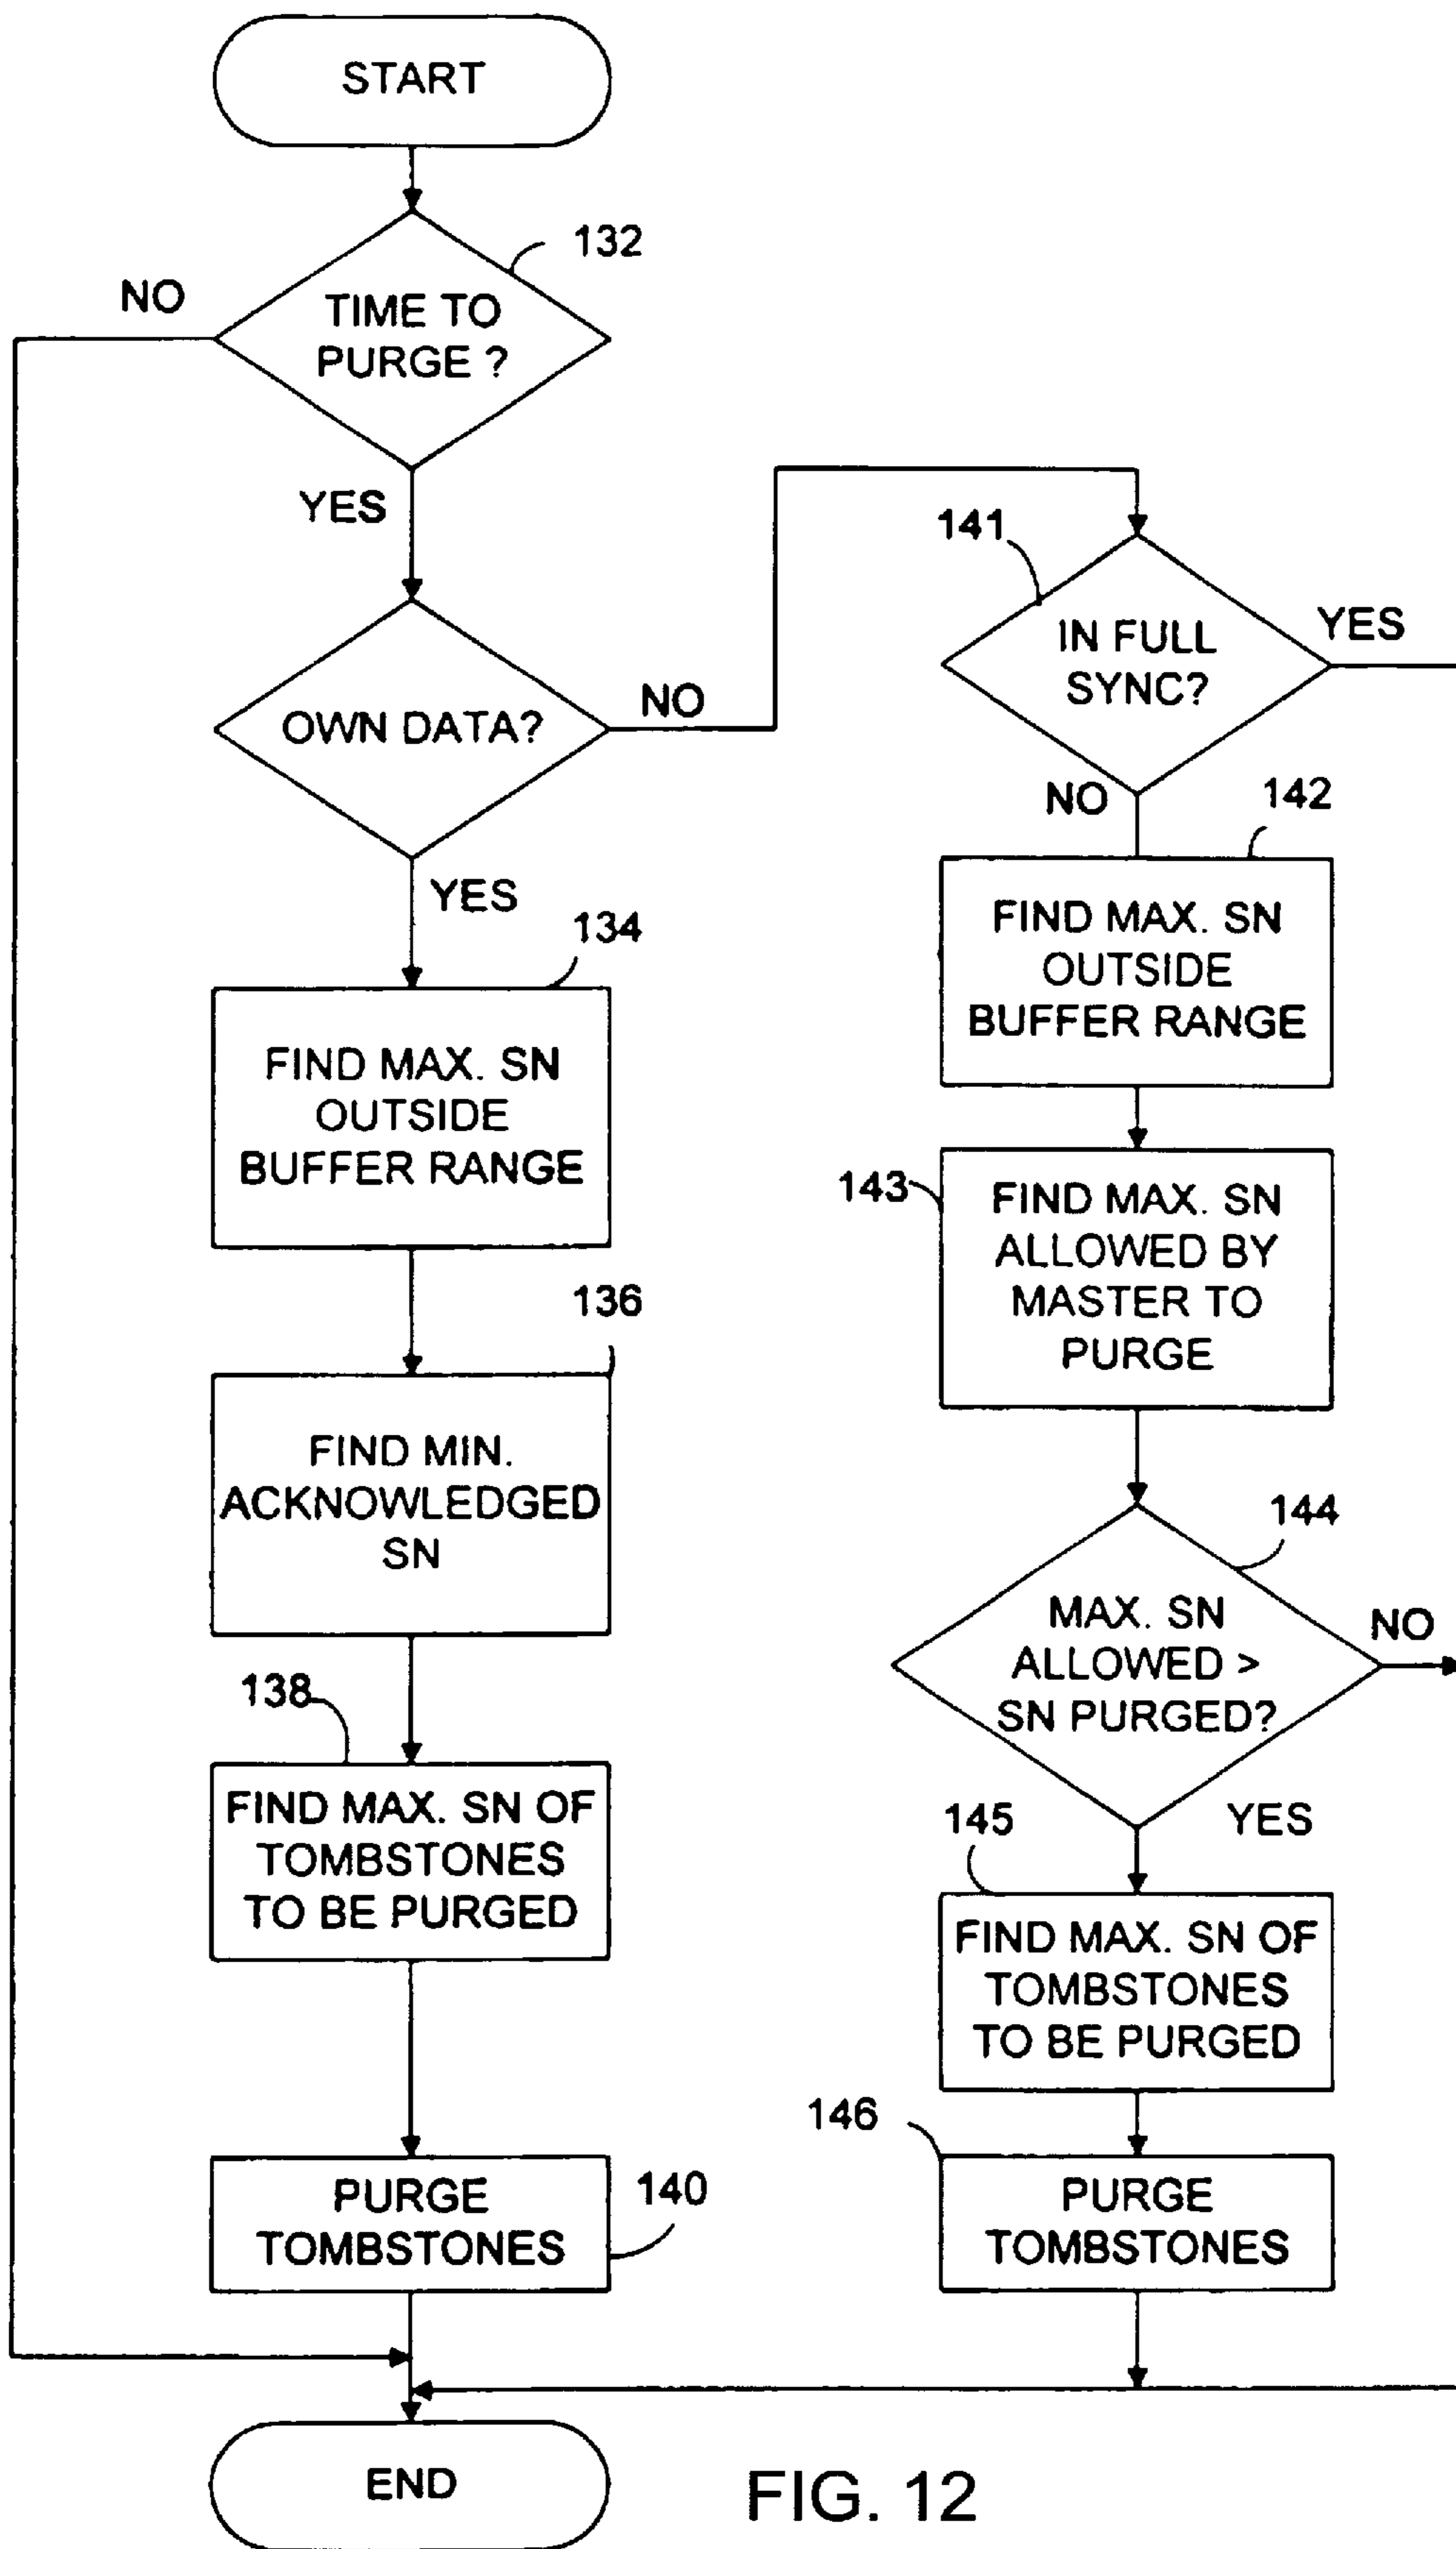 START
132
NO
TIME TO
PURGE ?
YES
OWN DATA?
NO
YES
134
FIND MAX. SN
OUTSIDE
BUFFER RANGE
136
FIND MIN.
ACKNOWLEDGED
SN
138
FIND MAX. SN OF
TOMBSTONES
TO BE PURGED
PURGE
TOMBSTONES
140
141
IN FULL
SYNC?
YES
NO
142
FIND MAX. SN
OUTSIDE
BUFFER RANGE
143
FIND MAX. SN
ALLOWED BY
MASTER TO
PURGE
144
MAX. SN
ALLOWED >
SN PURGED?
NO
YES
145
FIND MAX. SN OF
TOMBSTONES
TO BE PURGED
146
PURGE
TOMBSTONES
END
FIG. 12